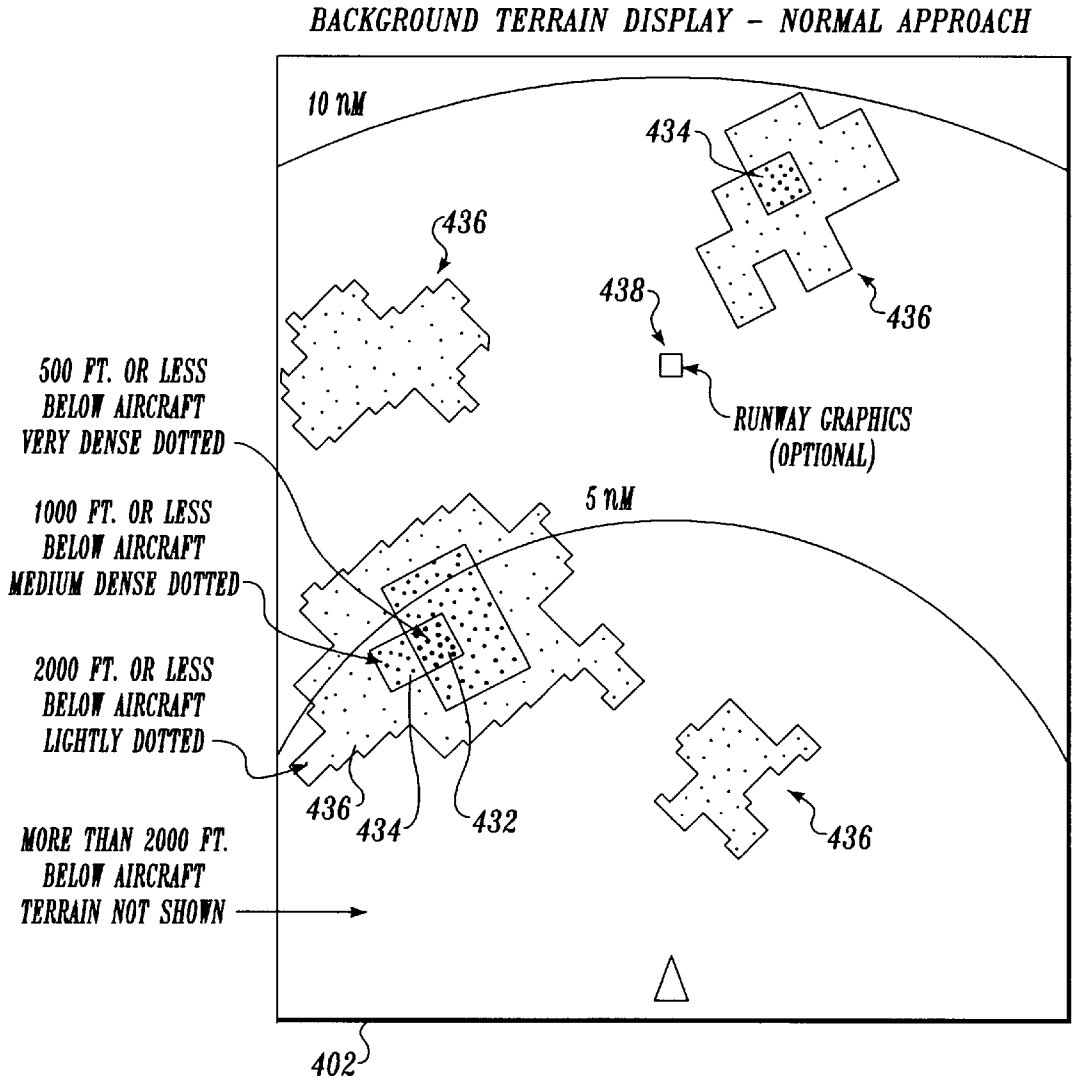 BACKGROUND TERRAIN DISPLAY - NORMAL APPROACH
10 nM
434
436
438
436
500 FT. OR LESS
BELOW AIRCRAFT
VERY DENSE DOTTED
RUNWAY GRAPHICS
(OPTIONAL)
5 nM
1000 FT. OR LESS
BELOW AIRCRAFT
MEDIUM DENSE DOTTED
2000 FT. OR LESS
BELOW AIRCRAFT
LIGHTLY DOTTED
436
434
432
436
MORE THAN 2000 FT.
BELOW AIRCRAFT
TERRAIN NOT SHOWN
402